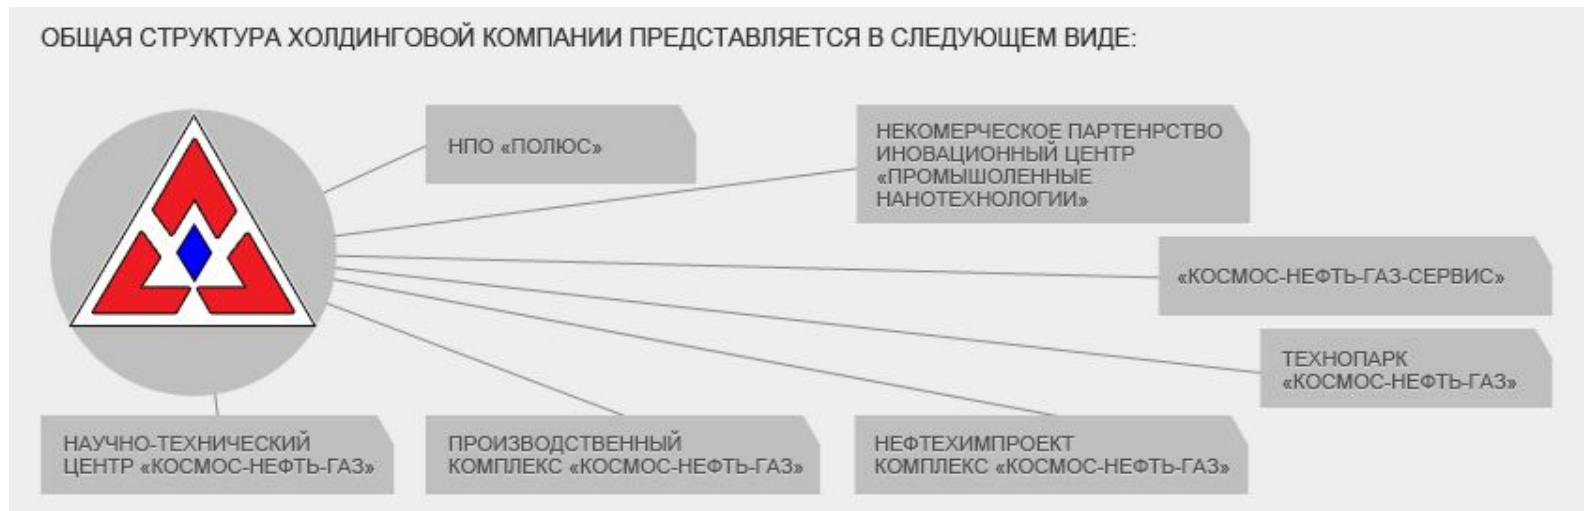 ОБЩАЯ СТРУКТУРА ХОЛДИНГОВОЙ КОМПАНИИ ПРЕДСТАВЛЯЕТСЯ В СЛЕДУЮЩЕМ ВИДЕ:
НПО «ПОЛЮС»
НЕКОМЕРЧЕСКОЕ ПАРТЕНРСТВО
ИНОВАЦИОННЫЙ ЦЕНТР
«ПРОМЫШОЛЕННЫЕ
НАНОТЕХНОЛОГИИ»
«КОСМОС-НЕФТЬ-ГАЗ-СЕРВИС»
ТЕХНОПАРК
«КОСМОС-НЕФТЬ-ГАЗ»
НАУЧНО-ТЕХНИЧЕСКИЙ
ЦЕНТР «КОСМОС-НЕФТЬ-ГАЗ»
ПРОИЗВОДСТВЕННЫЙ
КОМПЛЕКС «КОСМОС-НЕФТЬ-ГАЗ»
НЕФТЕХИМПРОЕКТ
КОМПЛЕКС «КОСМОС-НЕФТЬ-ГАЗ»